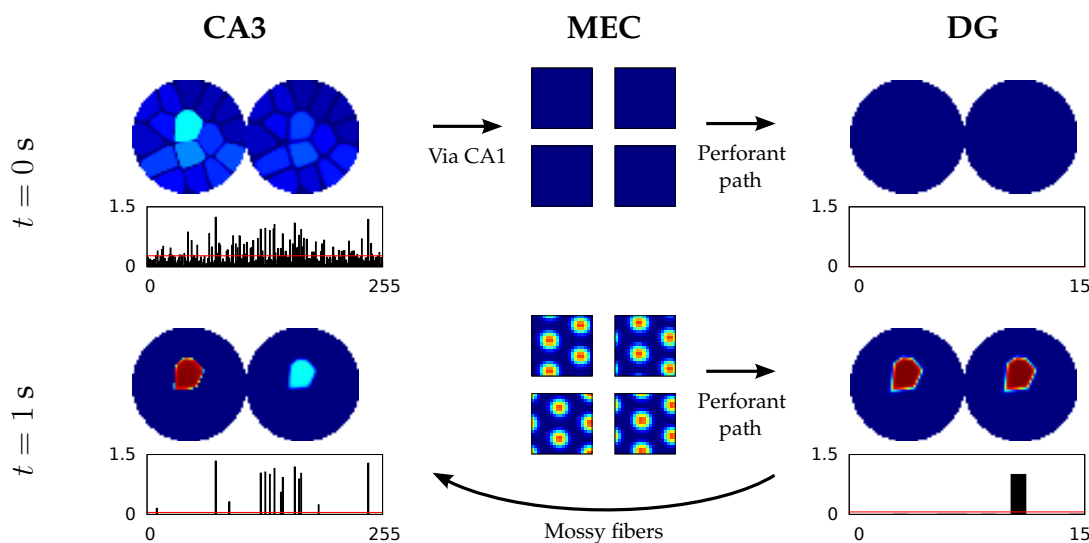 CA3 MEC DG
t = 0 s
Via CA1
Perforant
path
1.5
0
0 255
1.5
0
0 15
t = 1 s
Perforant
path
1.5
0
0 255
1.5
0
0 15
Mossy fibers